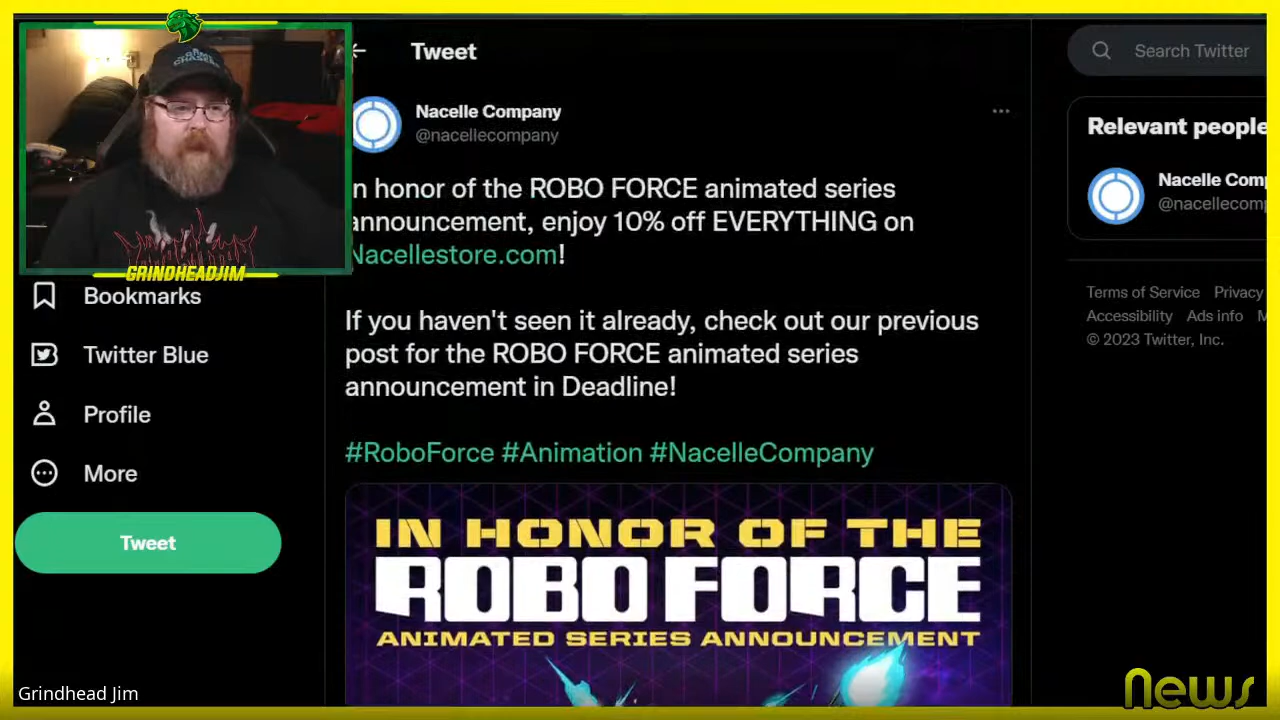 Tweet
Search Twitter
Nacelle Company
@nacellecompany
n honor of the ROBO FORCE animated series
announcement, enjoy 10% off EVERYTHING on
Nacellestore.com!
If you haven't seen it already, check out our previous
post for the ROBO FORCE animated series
announcement in Deadline!
#RoboForce #Animation #NacelleCompany
IN HONOR OF THE
ROBO FORCE
ANIMATED SERIES ANNOUNCEMENT
Relevant people
Nacelle Com
@nacellecomp
Terms of Service Privacy
Accessibility Ads info
© 2023 Twitter, Inc.
GRINDHEADJIM
Bookmarks
Twitter Blue
Profile
More
Tweet
Grindhead Jim
News